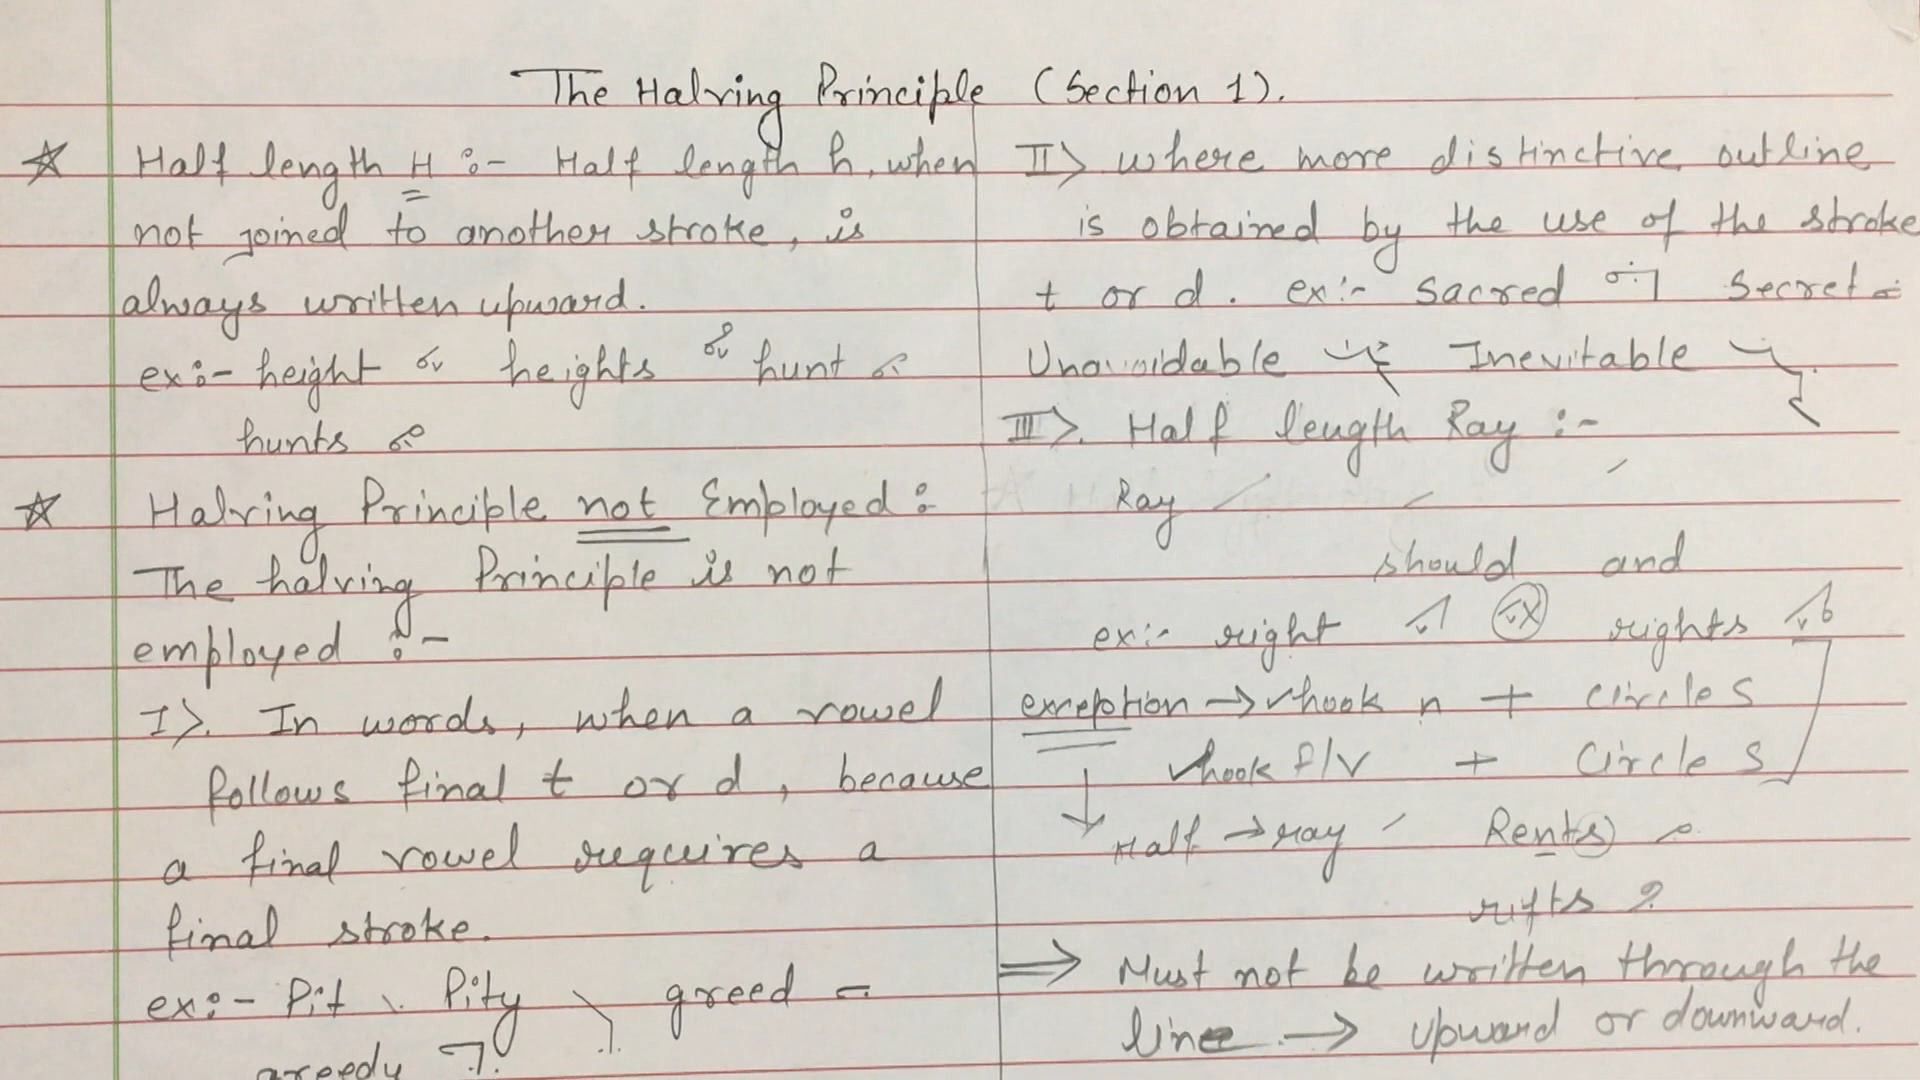 The Halving Principle (Section 1).
☆ Half length H :- Half length h, when
not joined to another stroke, is
always written upward.
ex:- height heights hunt
hunts
☆ Halving Principle not Employed :
The halving Principle is not
employed :-
I>. In words, when a vowel
follows final t or d, because
a final vowel requires a
final stroke.
ex:- Pit Pity greed
greedy
II> where more distinctive outline
is obtained by the use of the stroke
t or d. ex:- Sacred Secret
Unavoidable Inevitable
III>. Half length Ray :-
Ray
should and
ex:- right rights
exception → hook n + circle S
hook f/v + Circle S
Half → ray Rents
rifts
⇒ Must not be written through the
line → upward or downward.